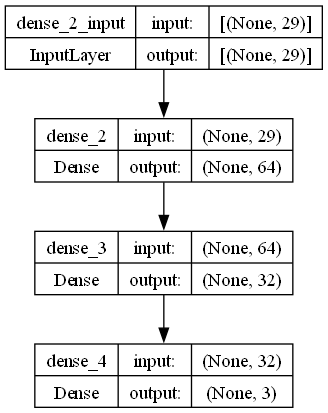 dense_2_input input: [(None, 29)]
InputLayer output: [(None, 29)]
dense_2 input: (None, 29)
Dense output: (None, 64)
dense_3 input: (None, 64)
Dense output: (None, 32)
dense_4 input: (None, 32)
Dense output: (None, 3)